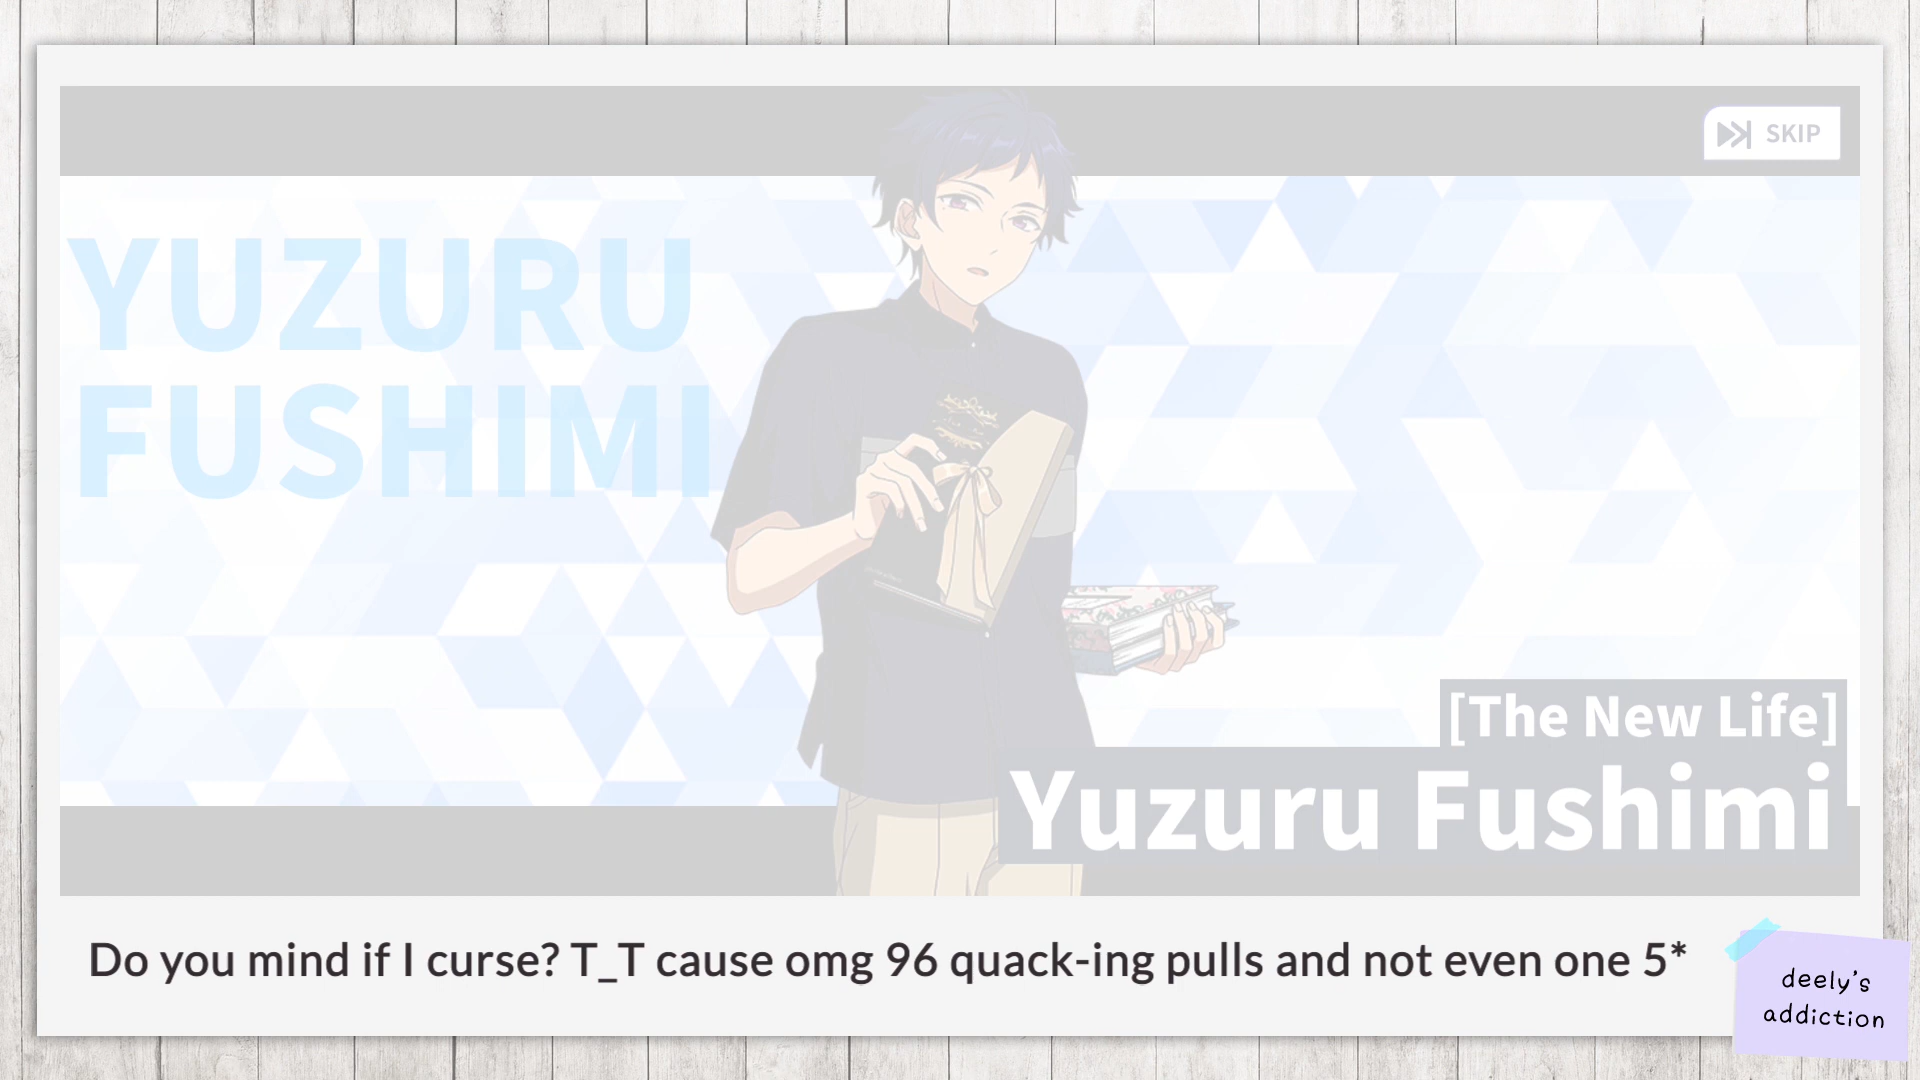 SKIP
YUZURU
FUSHIMI
[The New Life]
Yuzuru Fushimi
Do you mind if I curse? T_T cause omg 96 quack-ing pulls and not even one 5*
deely's
addiction